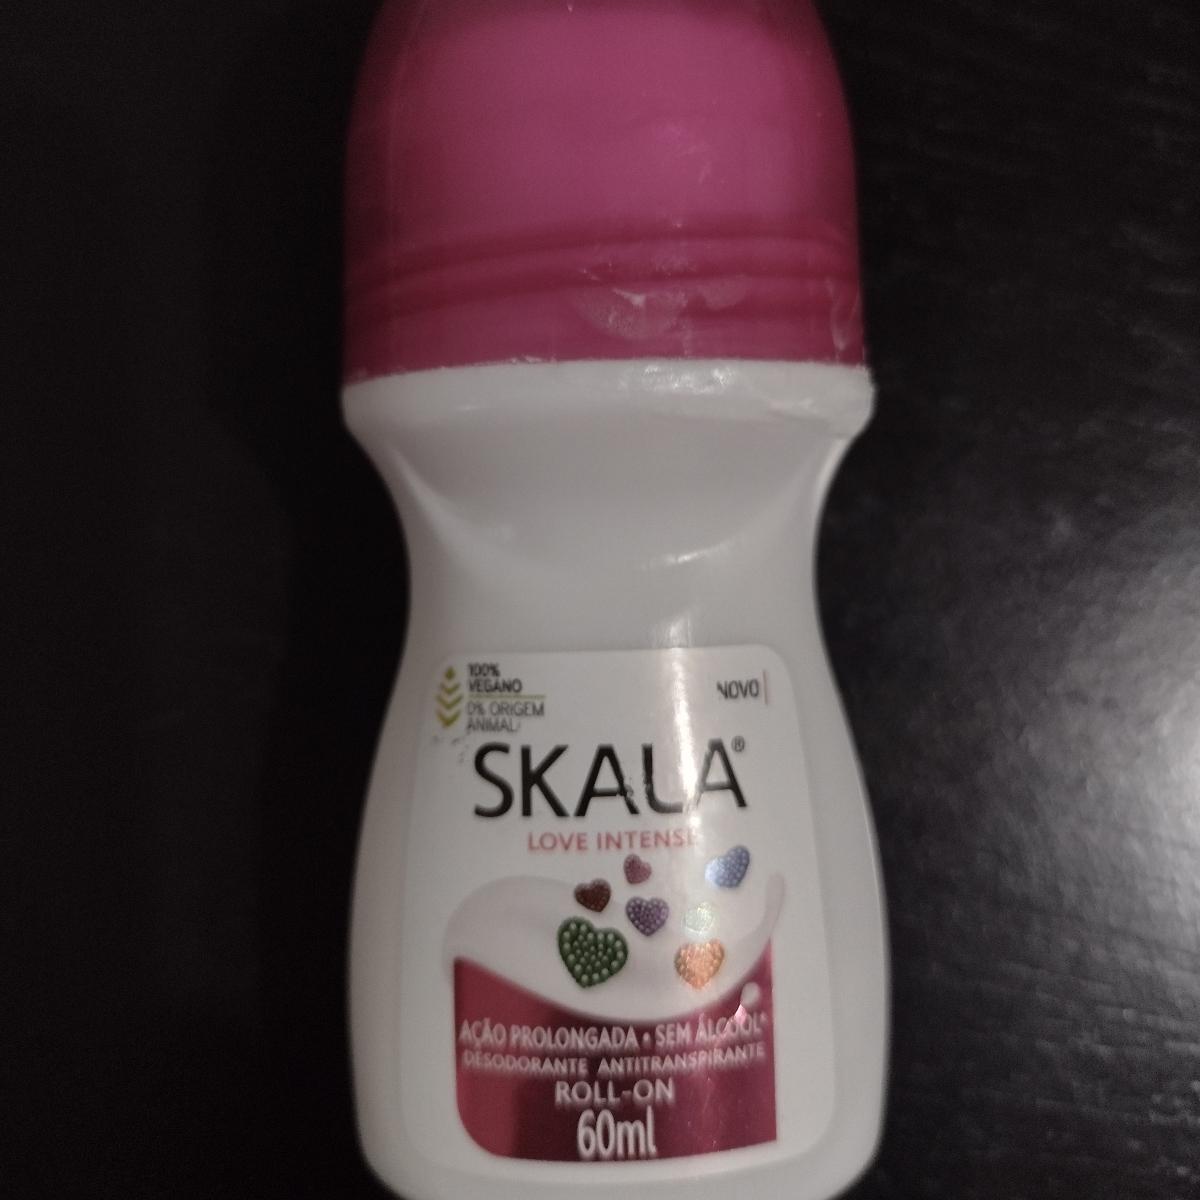 100%
VEGANO
0% ORIGEM
ANIMAL
NOVO
SKALA®
LOVE INTENSE
AÇÃO PROLONGADA • SEM ÁLCOOL*
DESODORANTE ANTITRANSPIRANTE
ROLL-ON
60ml